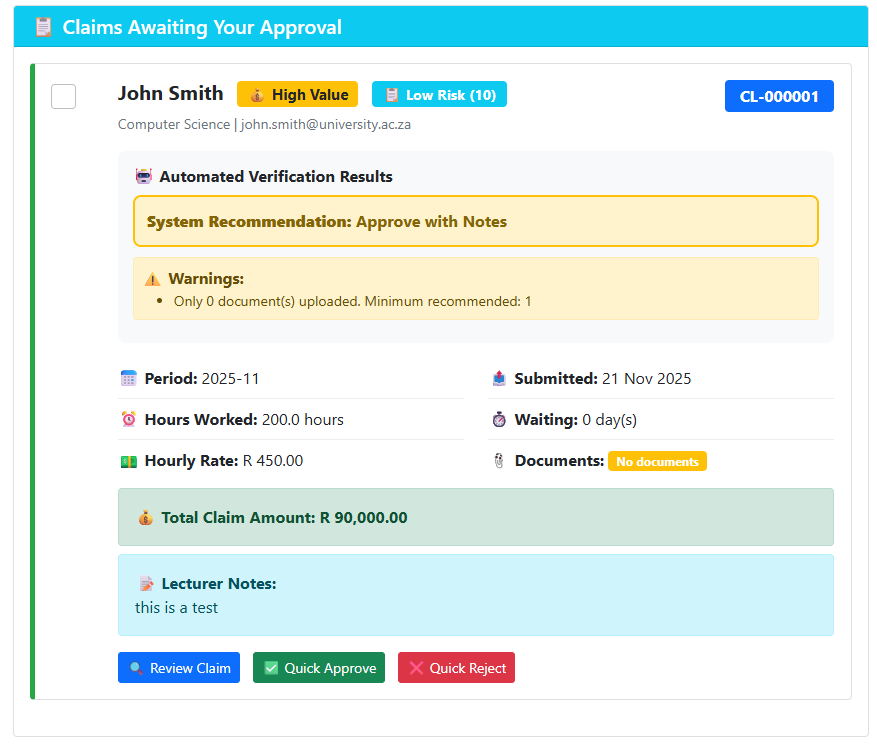 Claims Awaiting Your Approval
John Smith High Value Low Risk (10) CL-000001
Computer Science | john.smith@university.ac.za
Automated Verification Results
System Recommendation: Approve with Notes
Warnings:
• Only 0 document(s) uploaded. Minimum recommended: 1
Period: 2025-11
Submitted: 21 Nov 2025
Hours Worked: 200.0 hours
Waiting: 0 day(s)
Hourly Rate: R 450.00
Documents: No documents
Total Claim Amount: R 90,000.00
Lecturer Notes:
this is a test
Review Claim Quick Approve Quick Reject